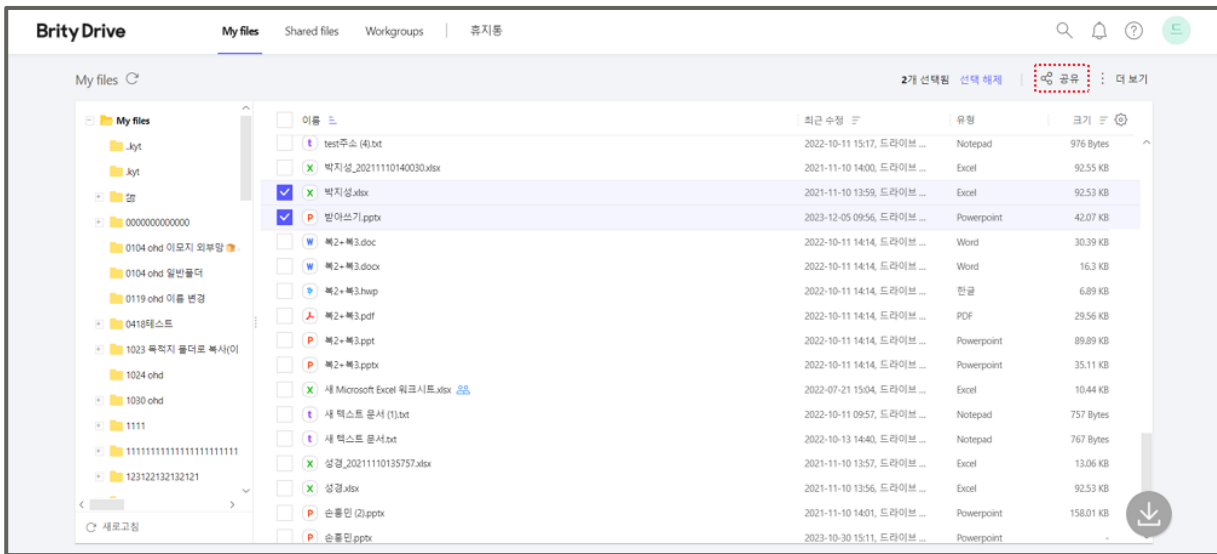 Brity Drive My files Shared files Workgroups 휴지통 드
My files 2개 선택됨 선택 해제 공유 더 보기
My files
_kyt
.kyt
0000000000000
0104 ohd 이모지 외부망
0104 ohd 일반폴더
0119 ohd 이름 변경
0418테스트
1023 목적지 폴더로 복사(이
1024 ohd
1030 ohd
1111
123122132132121
새로고침
이름 최근 수정 유형 크기
test주소 (4).txt 2022-10-11 15:17, 드라이브 ... Notepad 976 Bytes
박지성_20211110140030.xlsx 2021-11-10 14:00, 드라이브 ... Excel 92.55 KB
박지성.xlsx 2021-11-10 13:59, 드라이브 ... Excel 92.53 KB
받아쓰기.pptx 2023-12-05 09:56, 드라이브 ... Powerpoint 42.07 KB
복2+복3.doc 2022-10-11 14:14, 드라이브 ... Word 30.39 KB
복2+복3.docx 2022-10-11 14:14, 드라이브 ... Word 16.3 KB
복2+복3.hwp 2022-10-11 14:14, 드라이브 ... 한글 6.89 KB
복2+복3.pdf 2022-10-11 14:14, 드라이브 ... PDF 29.56 KB
복2+복3.ppt 2022-10-11 14:14, 드라이브 ... Powerpoint 89.89 KB
복2+복3.pptx 2022-10-11 14:14, 드라이브 ... Powerpoint 35.11 KB
새 Microsoft Excel 워크시트.xlsx 2022-07-21 15:04, 드라이브 ... Excel 10.44 KB
새 텍스트 문서 (1).txt 2022-10-11 09:57, 드라이브 ... Notepad 757 Bytes
새 텍스트 문서.txt 2022-10-13 14:40, 드라이브 ... Notepad 767 Bytes
성경_20211110135757.xlsx 2021-11-10 13:57, 드라이브 ... Excel 13.06 KB
성경.xlsx 2021-11-10 13:56, 드라이브 ... Excel 92.53 KB
손흥민 (2).pptx 2021-11-10 14:01, 드라이브 ... Powerpoint 158.01 KB
손흥민.pptx 2023-10-30 15:11, 드라이브 ... Powerpoint -